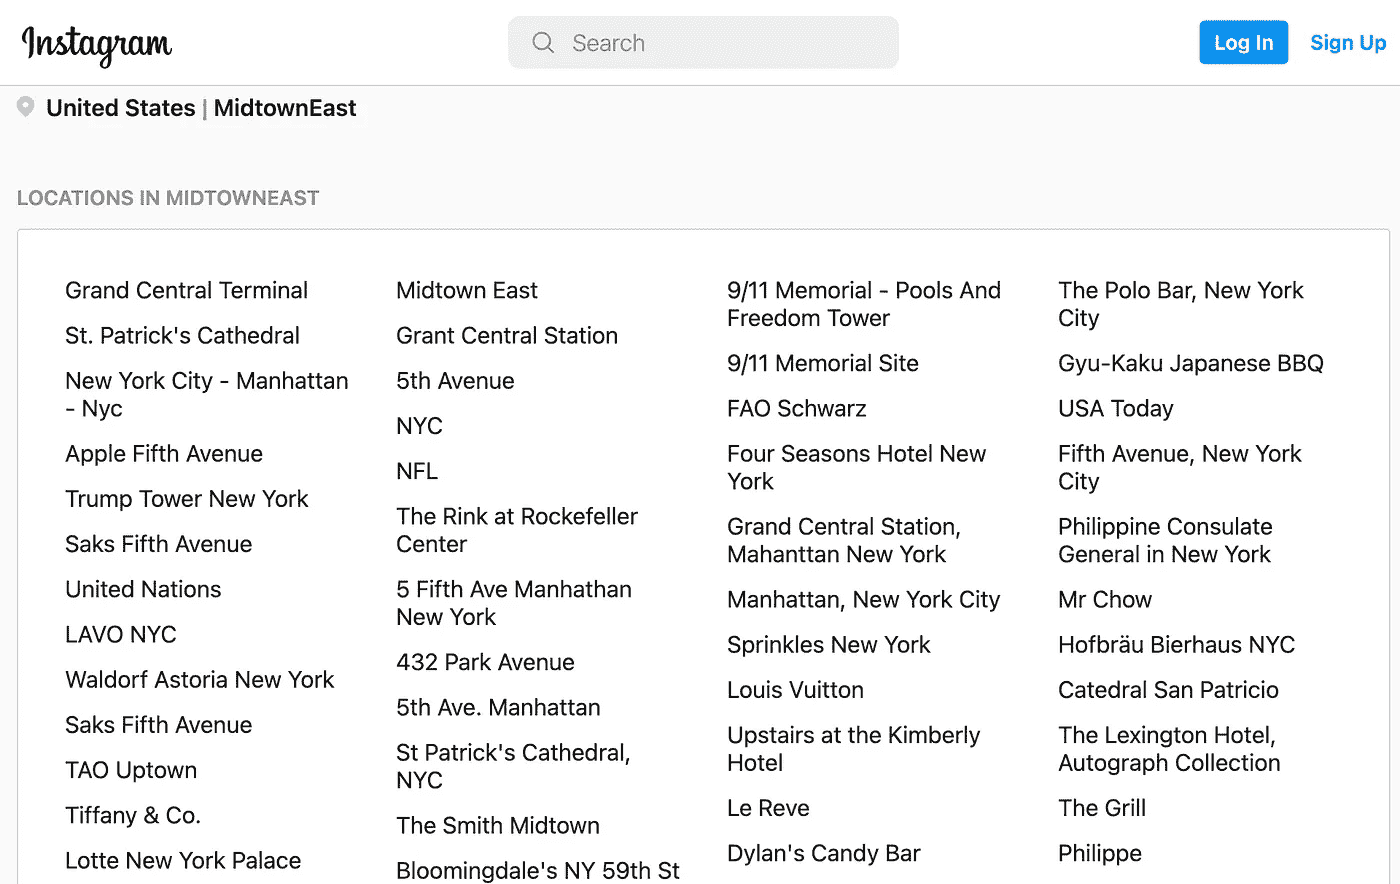 Instagram
Search
Log In
Sign Up
United States | MidtownEast
LOCATIONS IN MIDTOWNEAST
Grand Central Terminal
St. Patrick's Cathedral
New York City - Manhattan
- Nyc
Apple Fifth Avenue
Trump Tower New York
Saks Fifth Avenue
United Nations
LAVO NYC
Waldorf Astoria New York
Saks Fifth Avenue
TAO Uptown
Tiffany & Co.
Lotte New York Palace
Midtown East
Grant Central Station
5th Avenue
NYC
NFL
The Rink at Rockefeller
Center
5 Fifth Ave Manhathan
New York
432 Park Avenue
5th Ave. Manhattan
St Patrick's Cathedral,
NYC
The Smith Midtown
Bloomingdale's NY 59th St
9/11 Memorial - Pools And
Freedom Tower
9/11 Memorial Site
FAO Schwarz
Four Seasons Hotel New
York
Grand Central Station,
Mahanttan New York
Manhattan, New York City
Sprinkles New York
Louis Vuitton
Upstairs at the Kimberly
Hotel
Le Reve
Dylan's Candy Bar
The Polo Bar, New York
City
Gyu-Kaku Japanese BBQ
USA Today
Fifth Avenue, New York
City
Philippine Consulate
General in New York
Mr Chow
Hofbräu Bierhaus NYC
Catedral San Patricio
The Lexington Hotel,
Autograph Collection
The Grill
Philippe